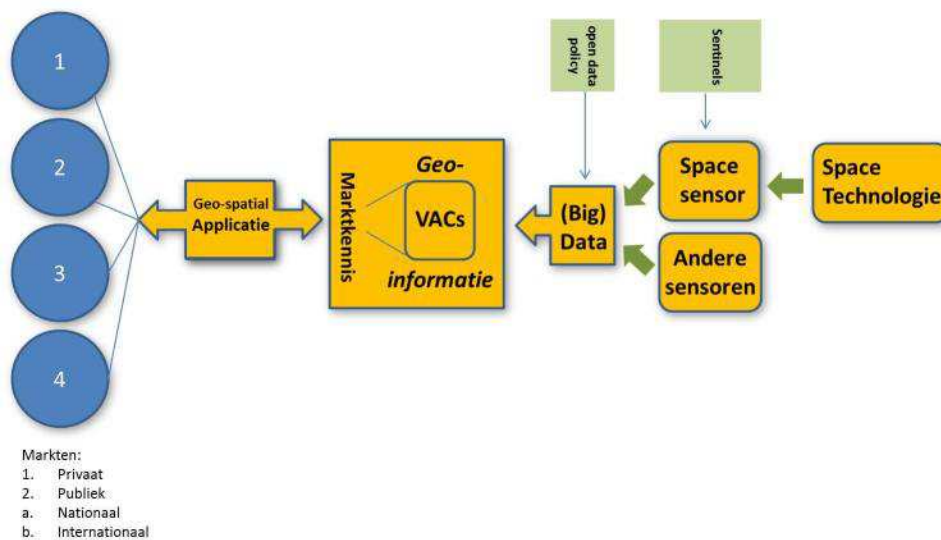 1
2
3
4
Geo-spatial
Applicatie
Marktkennis
Geo-
VACs
informatie
open data
policy
(Big)
Data
Sentinels
Space
sensor
Andere
sensoren
Space
Technologie
Markten:
1. Privaat
2. Publiek
a. Nationaal
b. Internationaal